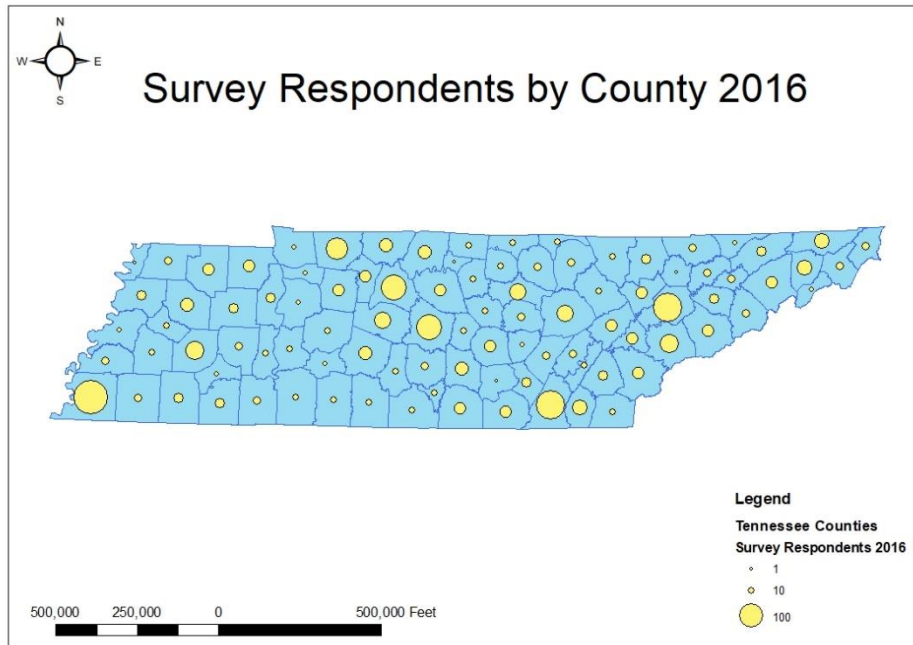 N
W E
S
Survey Respondents by County 2016
Legend
Tennessee Counties
Survey Respondents 2016
1
10
100
500,000 250,000 0 500,000 Feet